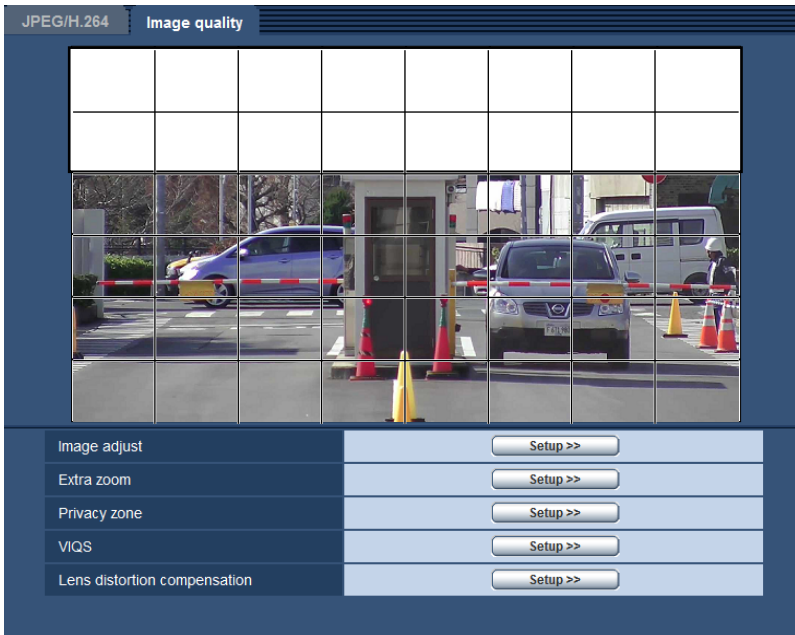 JPEG/H.264
Image quality
Image adjust
Setup >>
Extra zoom
Setup >>
Privacy zone
Setup >>
VIQS
Setup >>
Lens distortion compensation
Setup >>